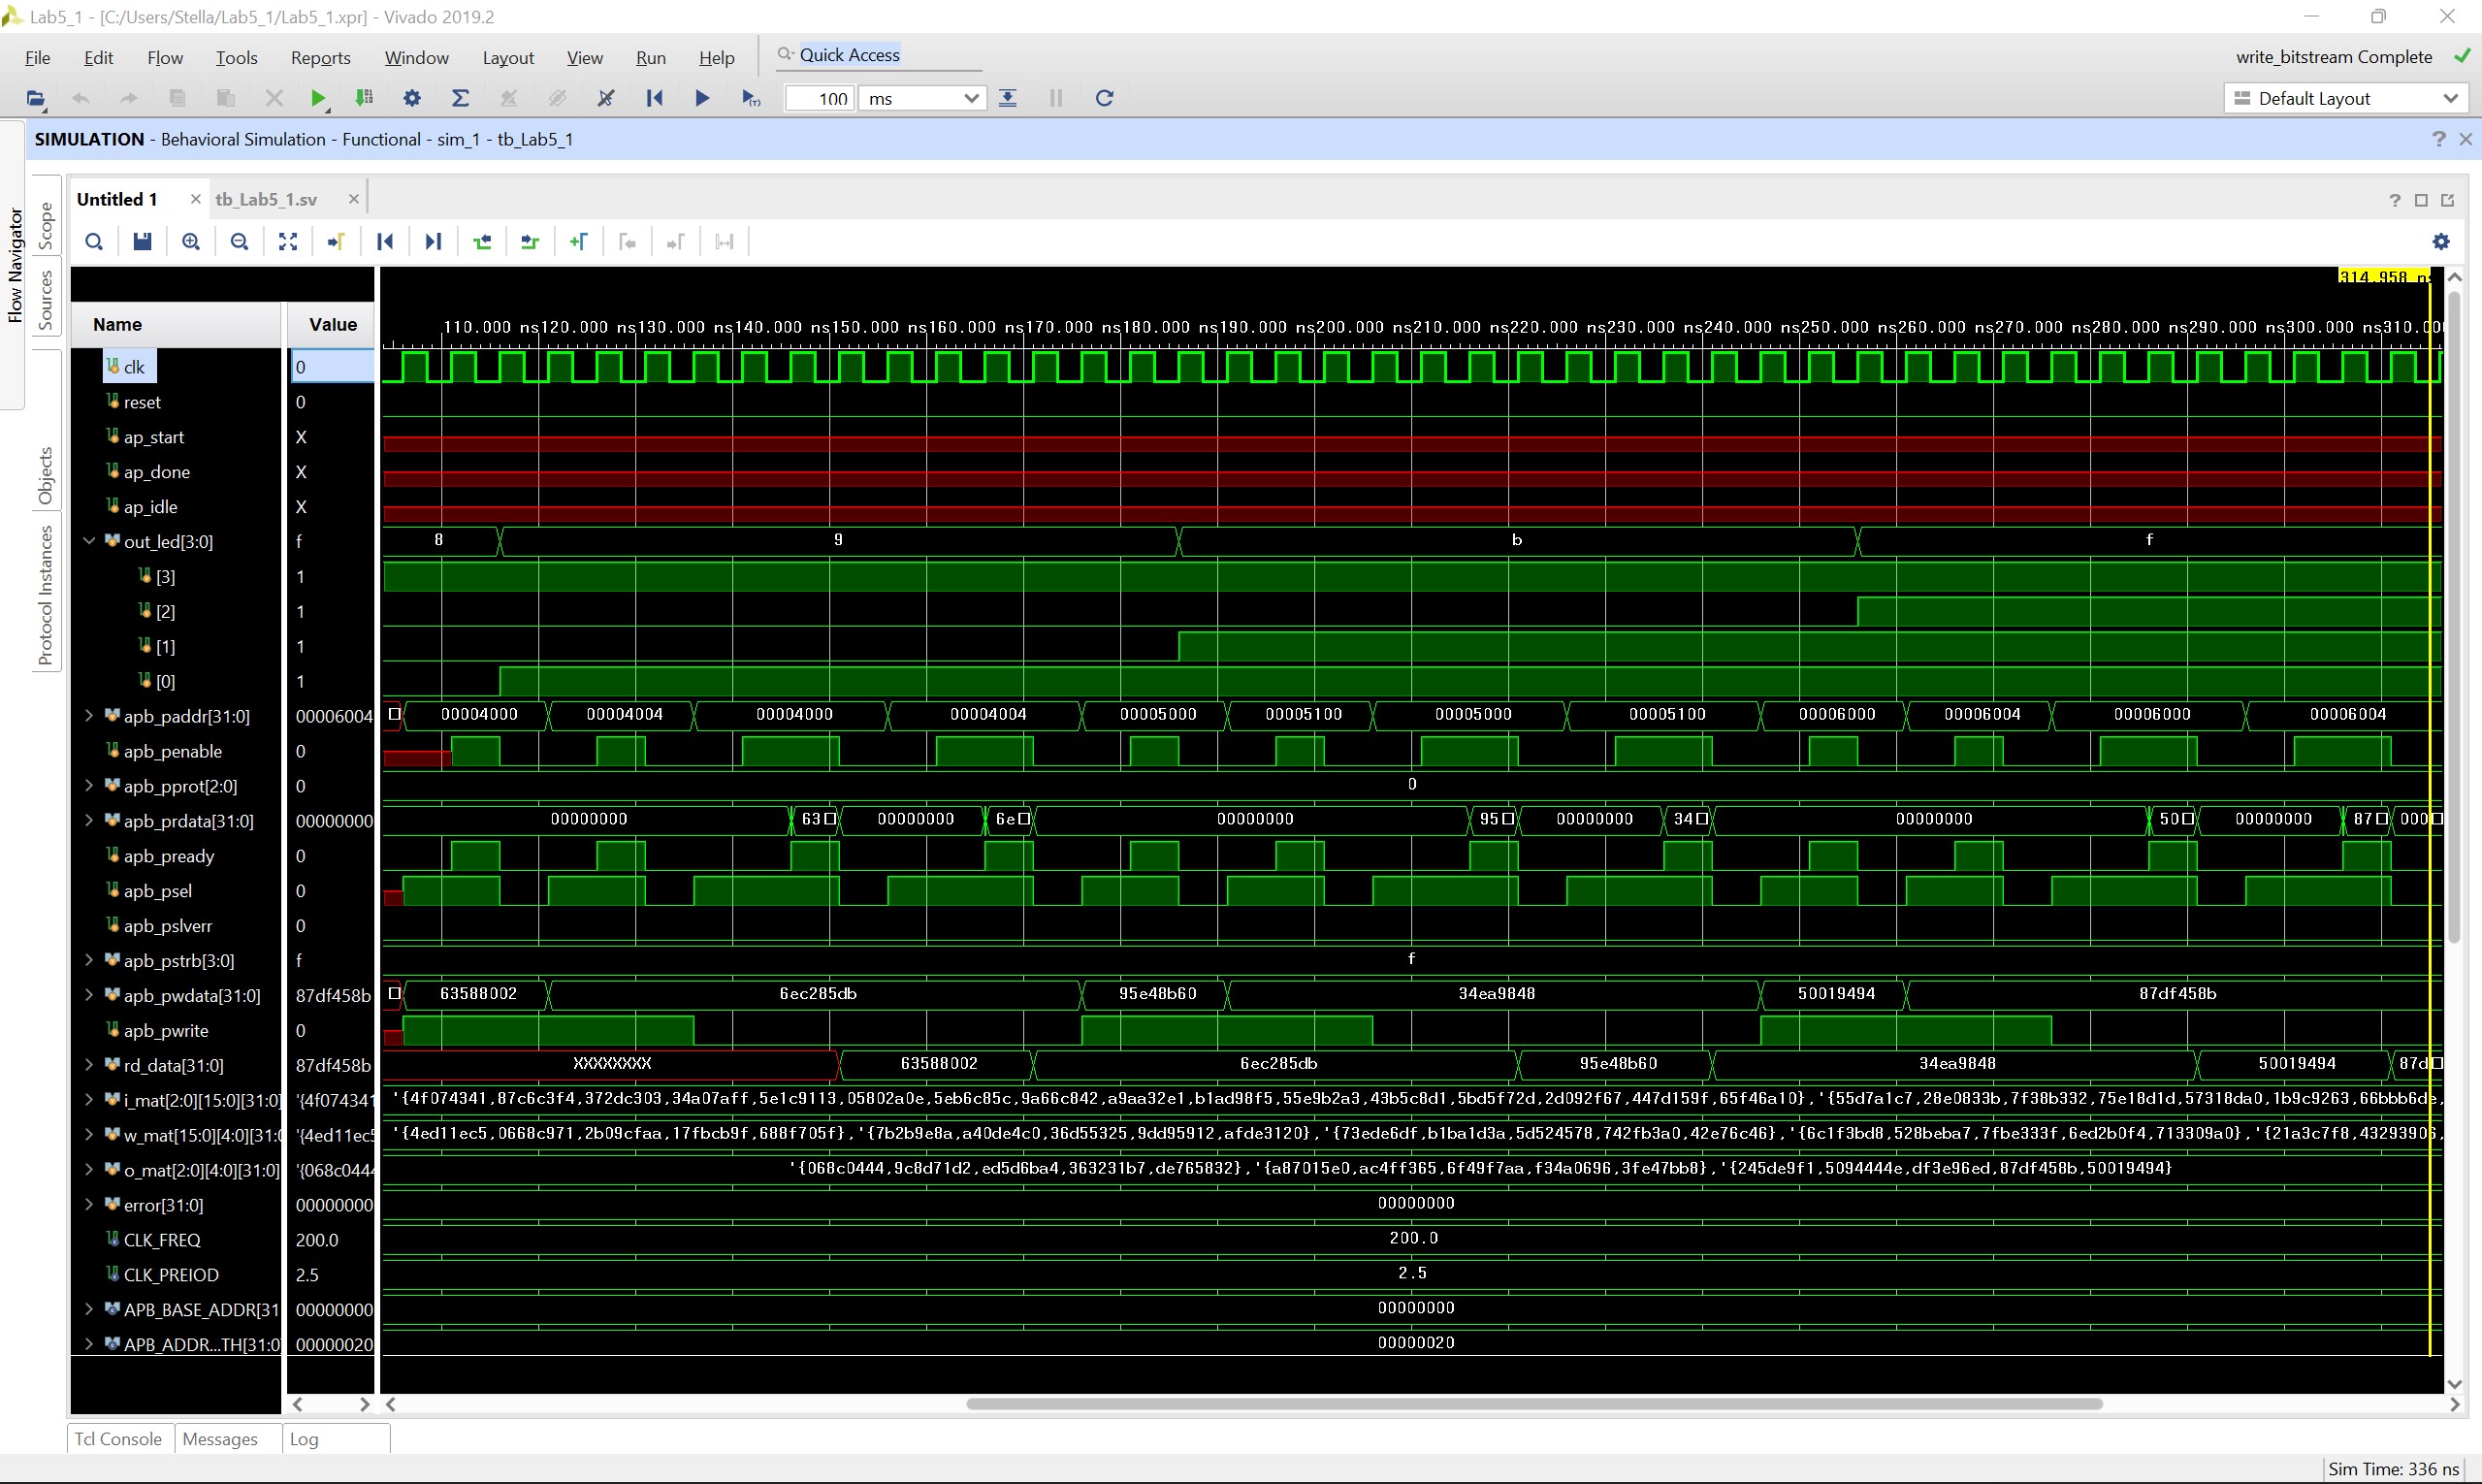 Lab5_1 - [C:/Users/Stella/Lab5_1/Lab5_1.xpr] - Vivado 2019.2
File Edit Flow Tools Reports Window Layout View Run Help Quick Access write_bitstream Complete
100 ms Default Layout
SIMULATION - Behavioral Simulation - Functional - sim_1 - tb_Lab5_1
Flow Navigator
Scope
Sources
Objects
Protocol Instances
Untitled 1 tb_Lab5_1.sv
314.958 ns
Name Value 110.000 ns 120.000 ns 130.000 ns 140.000 ns 150.000 ns 160.000 ns 170.000 ns 180.000 ns 190.000 ns 200.000 ns 210.000 ns 220.000 ns 230.000 ns 240.000 ns 250.000 ns 260.000 ns 270.000 ns 280.000 ns 290.000 ns 300.000 ns 310.00
clk 0
reset 0
ap_start X
ap_done X
ap_idle X
out_led[3:0] f 8 9 b f
[3] 1
[2] 1
[1] 1
[0] 1
apb_paddr[31:0] 00006004 00004000 00004004 00004000 00004004 00005000 00005100 00005000 00005100 00006000 00006004 00006000 00006004
apb_penable 0
apb_pprot[2:0] 0 0
apb_prdata[31:0] 00000000 00000000 63 00000000 6e 00000000 95 00000000 34 00000000 50 00000000 87 000
apb_pready 0
apb_psel 0
apb_pslverr 0
apb_pstrb[3:0] f f
apb_pwdata[31:0] 87df458b 63588002 6ec285db 95e48b60 34ea9848 50019494 87df458b
apb_pwrite 0
rd_data[31:0] 87df458b XXXXXXXX 63588002 6ec285db 95e48b60 34ea9848 50019494 87d
i_mat[2:0][15:0][31:0] '{4f074341 '{4f074341,87c6c3f4,372dc303,34a07aff,5e1c9113,05802a0e,5eb6c85c,9a66c842,a9aa32e1,b1ad98f5,55e9b2a3,43b5c8d1,5bd5f72d,2d092f67,447d159f,65f46a10},'{55d7a1c7,28e0833b,7f38b332,75e18d1d,57318da0,1b9c9263,66bbb6de,
w_mat[15:0][4:0][31:0 '{4ed11ec5 '{4ed11ec5,0668c971,2b09cfaa,17fbcb9f,688f705f},'{7b2b9e8a,a40de4c0,36d55325,9dd95912,afde3120},'{73ede6df,b1ba1d3a,5d524578,742fb3a0,42e76c46},'{6c1f3bd8,528beba7,7fbe333f,6ed2b0f4,713309a0},'{21a3c7f8,43293906,
o_mat[2:0][4:0][31:0] '{068c0444 '{068c0444,9c8d71d2,ed5d6ba4,363231b7,de765832},'{a87015e0,ac4ff365,6f49f7aa,f34a0696,3fe47bb8},'{245de9f1,5094444e,df3e96ed,87df458b,50019494}
error[31:0] 00000000 00000000
CLK_FREQ 200.0 200.0
CLK_PREIOD 2.5 2.5
APB_BASE_ADDR[31 00000000 00000000
APB_ADDR...TH[31:0] 00000020 00000020
Tcl Console Messages Log
Sim Time: 336 ns